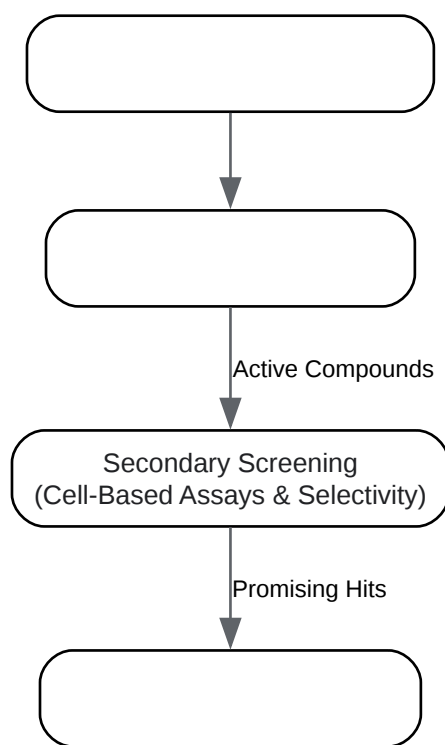 Active Compounds
Secondary Screening
(Cell-Based Assays & Selectivity)
Promising Hits